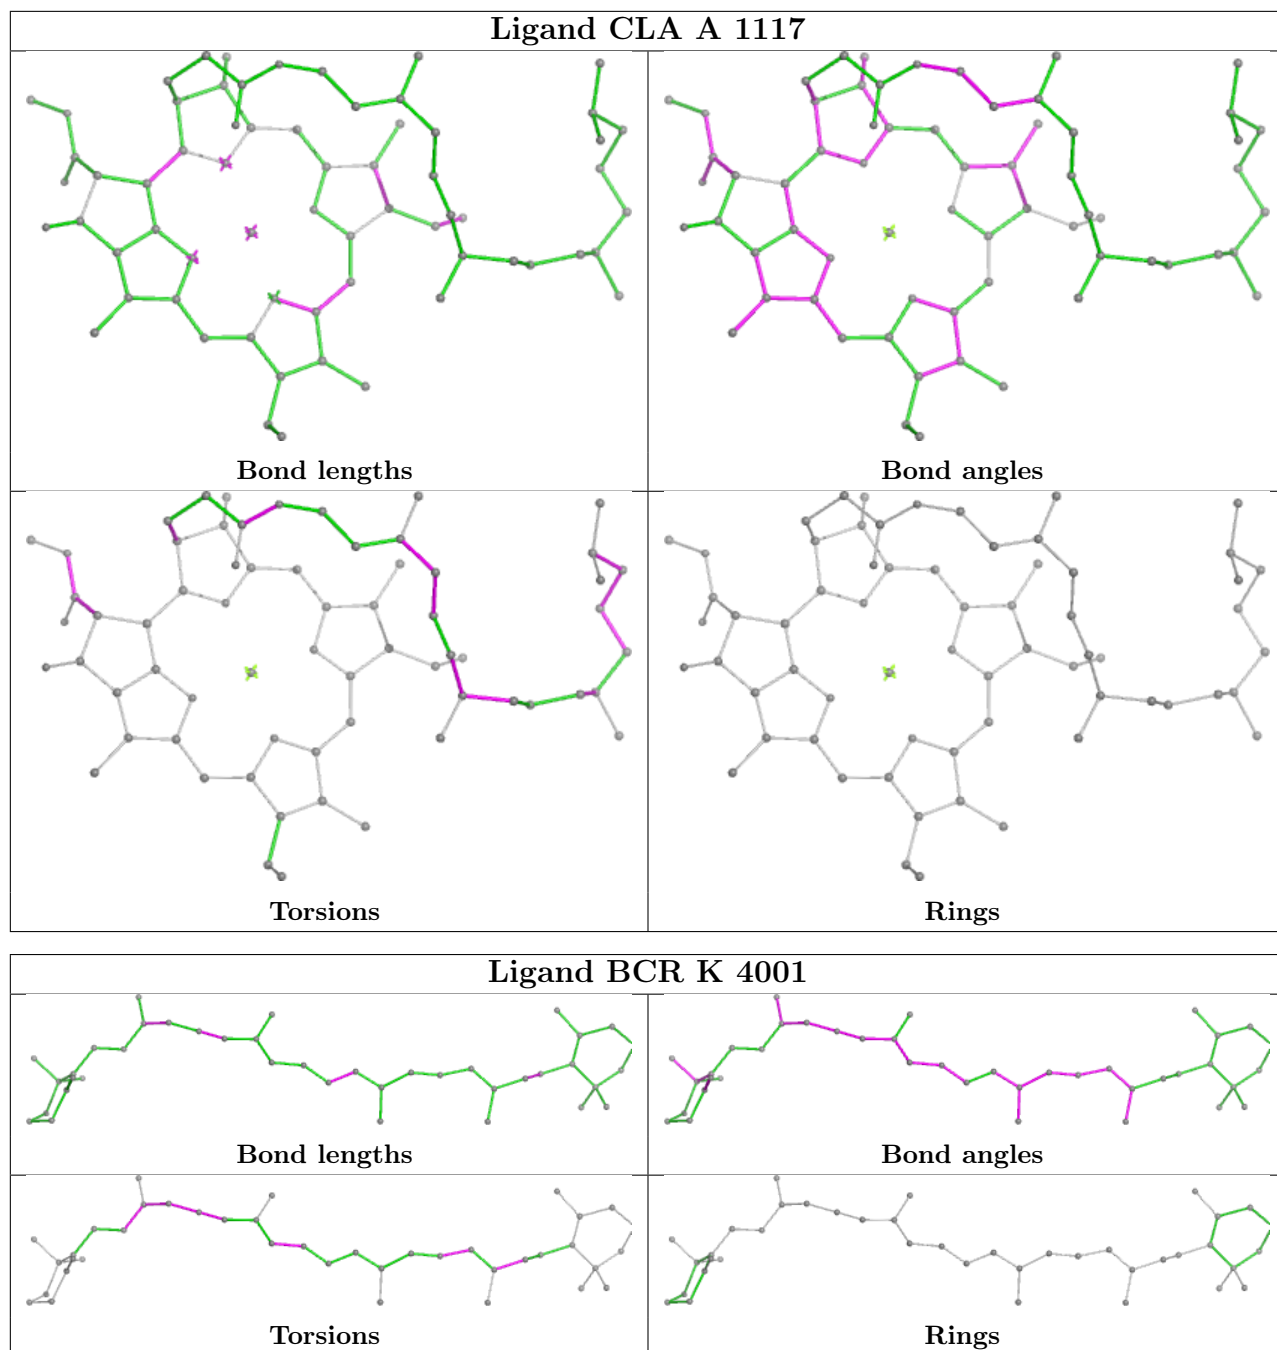 Ligand CLA A 1117
Bond lengths
Bond angles
Torsions
Rings
Ligand BCR K 4001
Bond lengths
Bond angles
Torsions
Rings